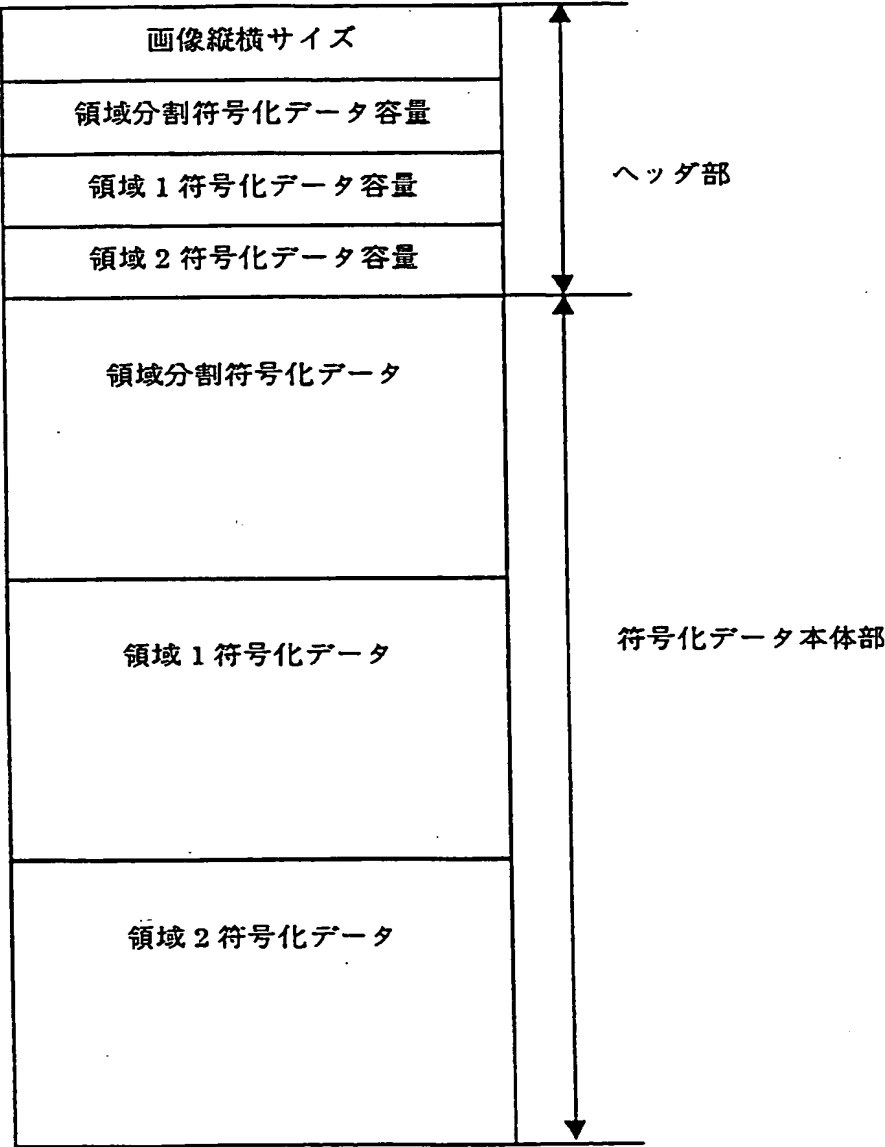 画像縦横サイズ
領域分割符号化データ容量
領域1符号化データ容量
領域2符号化データ容量
ヘッダ部
領域分割符号化データ
領域1符号化データ
符号化データ本体部
領域2符号化データ